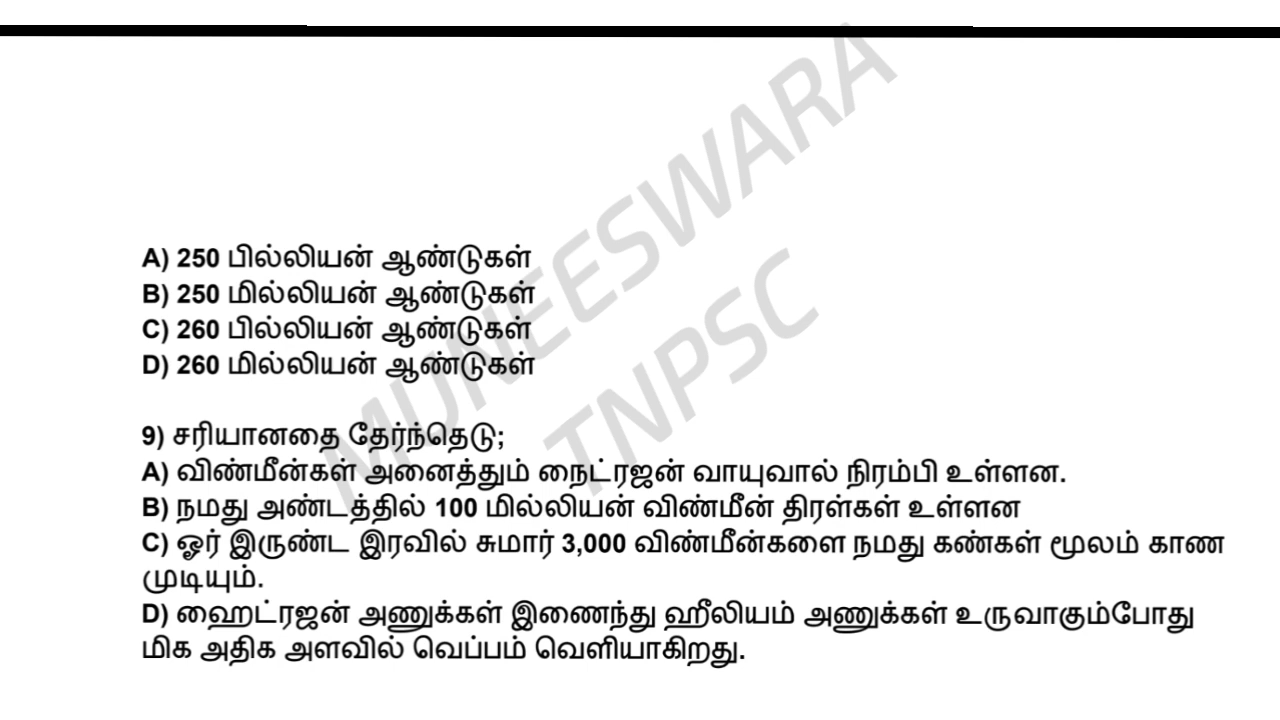 MUNEESWARA
TNPSC
A) 250 பில்லியன் ஆண்டுகள்
B) 250 மில்லியன் ஆண்டுகள்
C) 260 பில்லியன் ஆண்டுகள்
D) 260 மில்லியன் ஆண்டுகள்
9) சரியானதை தேர்ந்தெடு;
A) விண்மீன்கள் அனைத்தும் நைட்ரஜன் வாயுவால் நிரம்பி உள்ளன.
B) நமது அண்டத்தில் 100 மில்லியன் விண்மீன் திரள்கள் உள்ளன
C) ஓர் இருண்ட இரவில் சுமார் 3,000 விண்மீன்களை நமது கண்கள் மூலம் காண
முடியும்.
D) ஹைட்ரஜன் அணுக்கள் இணைந்து ஹீலியம் அணுக்கள் உருவாகும்போது
மிக அதிக அளவில் வெப்பம் வெளியாகிறது.